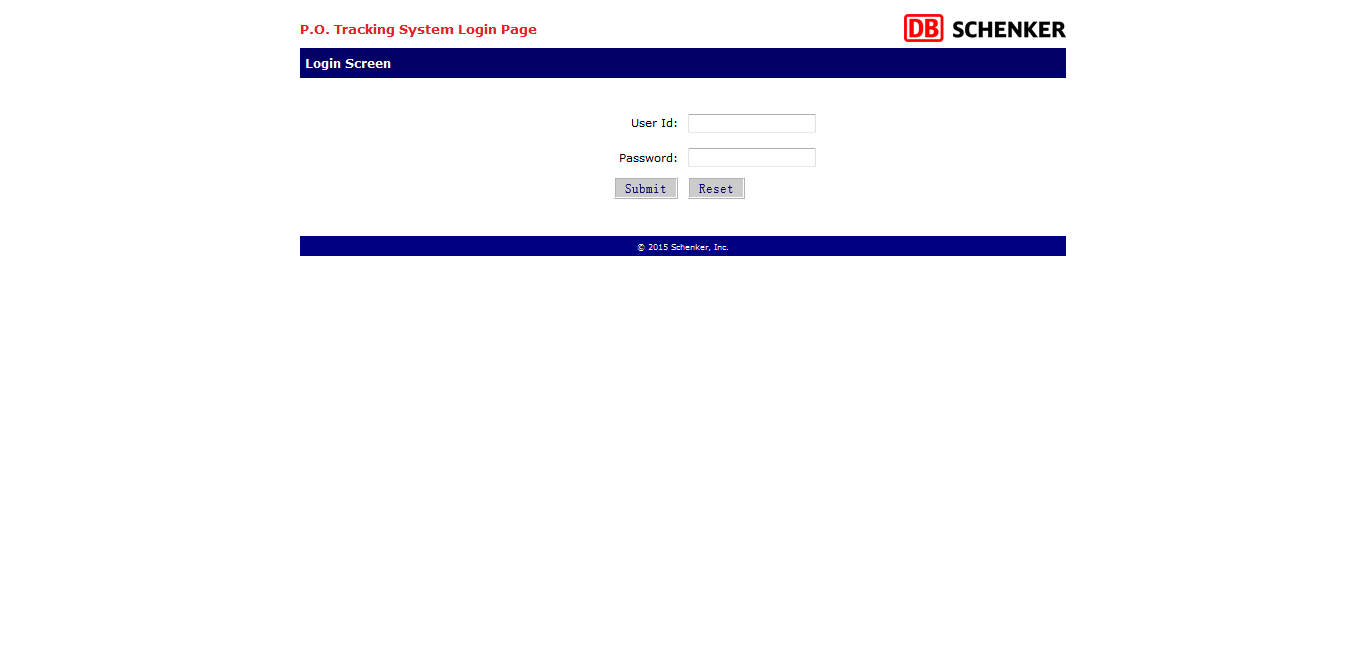 P.O. Tracking System Login Page
DB SCHENKER
Login Screen
User Id:
Password:
Submit Reset
© 2015 Schenker, Inc.